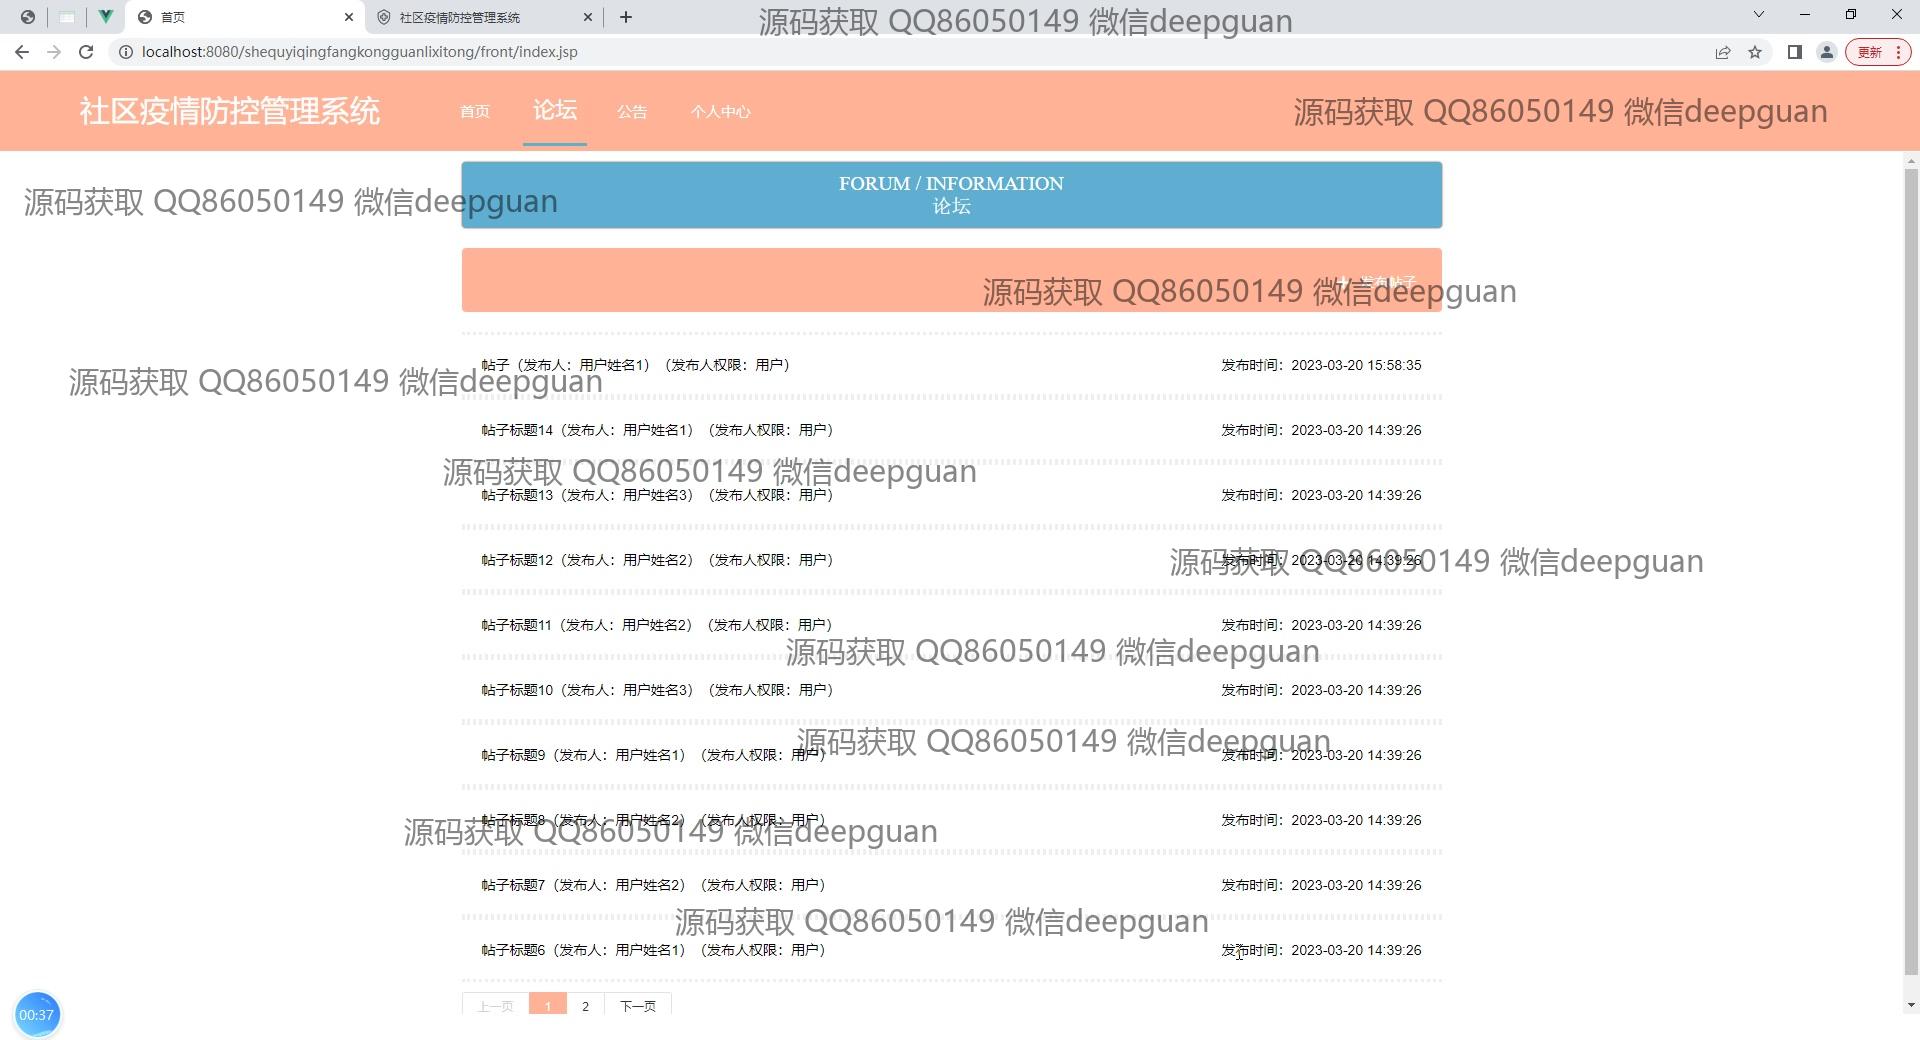 首页
社区疫情防控管理系统
源码获取 QQ86050149 微信deepguan
localhost:8080/shequyiqingfangkongguanlixitong/front/index.jsp
更新
社区疫情防控管理系统
首页
论坛
公告
个人中心
源码获取 QQ86050149 微信deepguan
FORUM / INFORMATION
论坛
源码获取 QQ86050149 微信deepguan
+ 发布帖子
源码获取 QQ86050149 微信deepguan
帖子（发布人：用户姓名1）（发布人权限：用户） 发布时间：2023-03-20 15:58:35
源码获取 QQ86050149 微信deepguan
帖子标题14（发布人：用户姓名1）（发布人权限：用户） 发布时间：2023-03-20 14:39:26
源码获取 QQ86050149 微信deepguan
帖子标题13（发布人：用户姓名3）（发布人权限：用户） 发布时间：2023-03-20 14:39:26
帖子标题12（发布人：用户姓名2）（发布人权限：用户） 发布时间：2023-03-20 14:39:26
源码获取 QQ86050149 微信deepguan
帖子标题11（发布人：用户姓名2）（发布人权限：用户） 发布时间：2023-03-20 14:39:26
源码获取 QQ86050149 微信deepguan
帖子标题10（发布人：用户姓名3）（发布人权限：用户） 发布时间：2023-03-20 14:39:26
源码获取 QQ86050149 微信deepguan
帖子标题9（发布人：用户姓名1）（发布人权限：用户） 发布时间：2023-03-20 14:39:26
帖子标题8（发布人：用户姓名2）（发布人权限：用户） 发布时间：2023-03-20 14:39:26
源码获取 QQ86050149 微信deepguan
帖子标题7（发布人：用户姓名2）（发布人权限：用户） 发布时间：2023-03-20 14:39:26
源码获取 QQ86050149 微信deepguan
帖子标题6（发布人：用户姓名1）（发布人权限：用户） 发布时间：2023-03-20 14:39:26
上一页 1 2 下一页
00:37